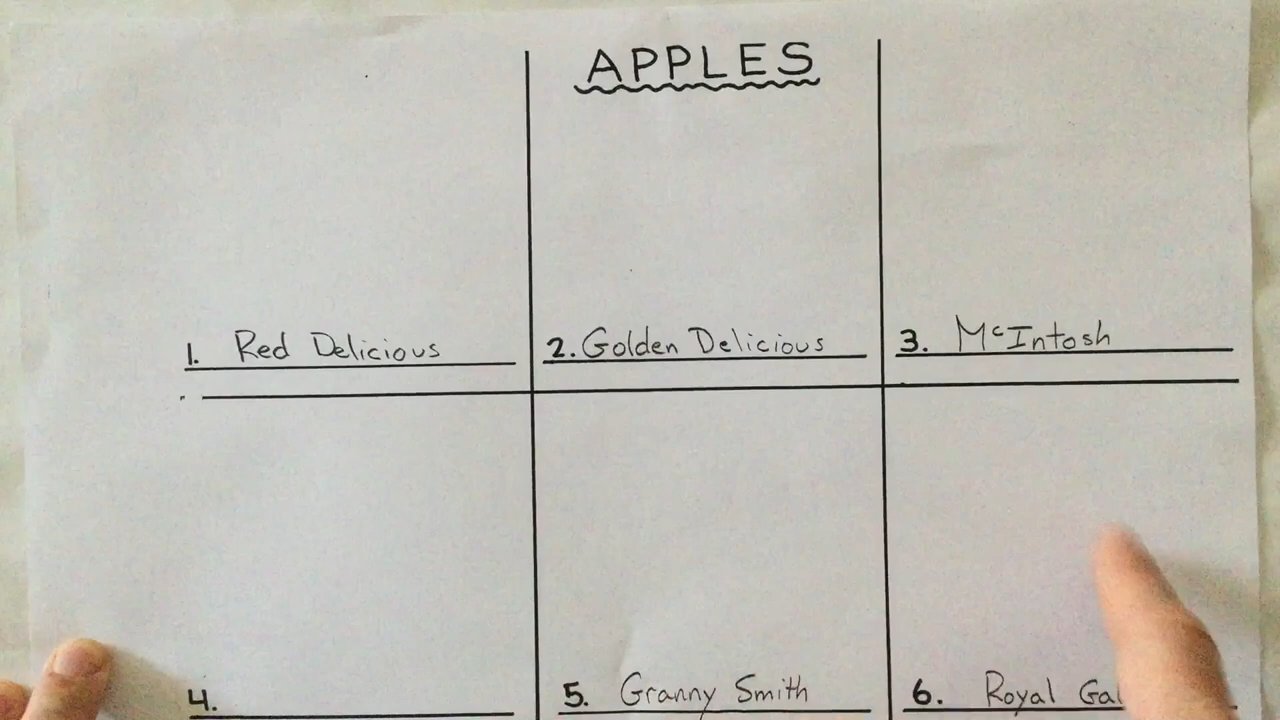 APPLES
1. Red Delicious
2. Golden Delicious
3. McIntosh
4.
5. Granny Smith
6. Royal